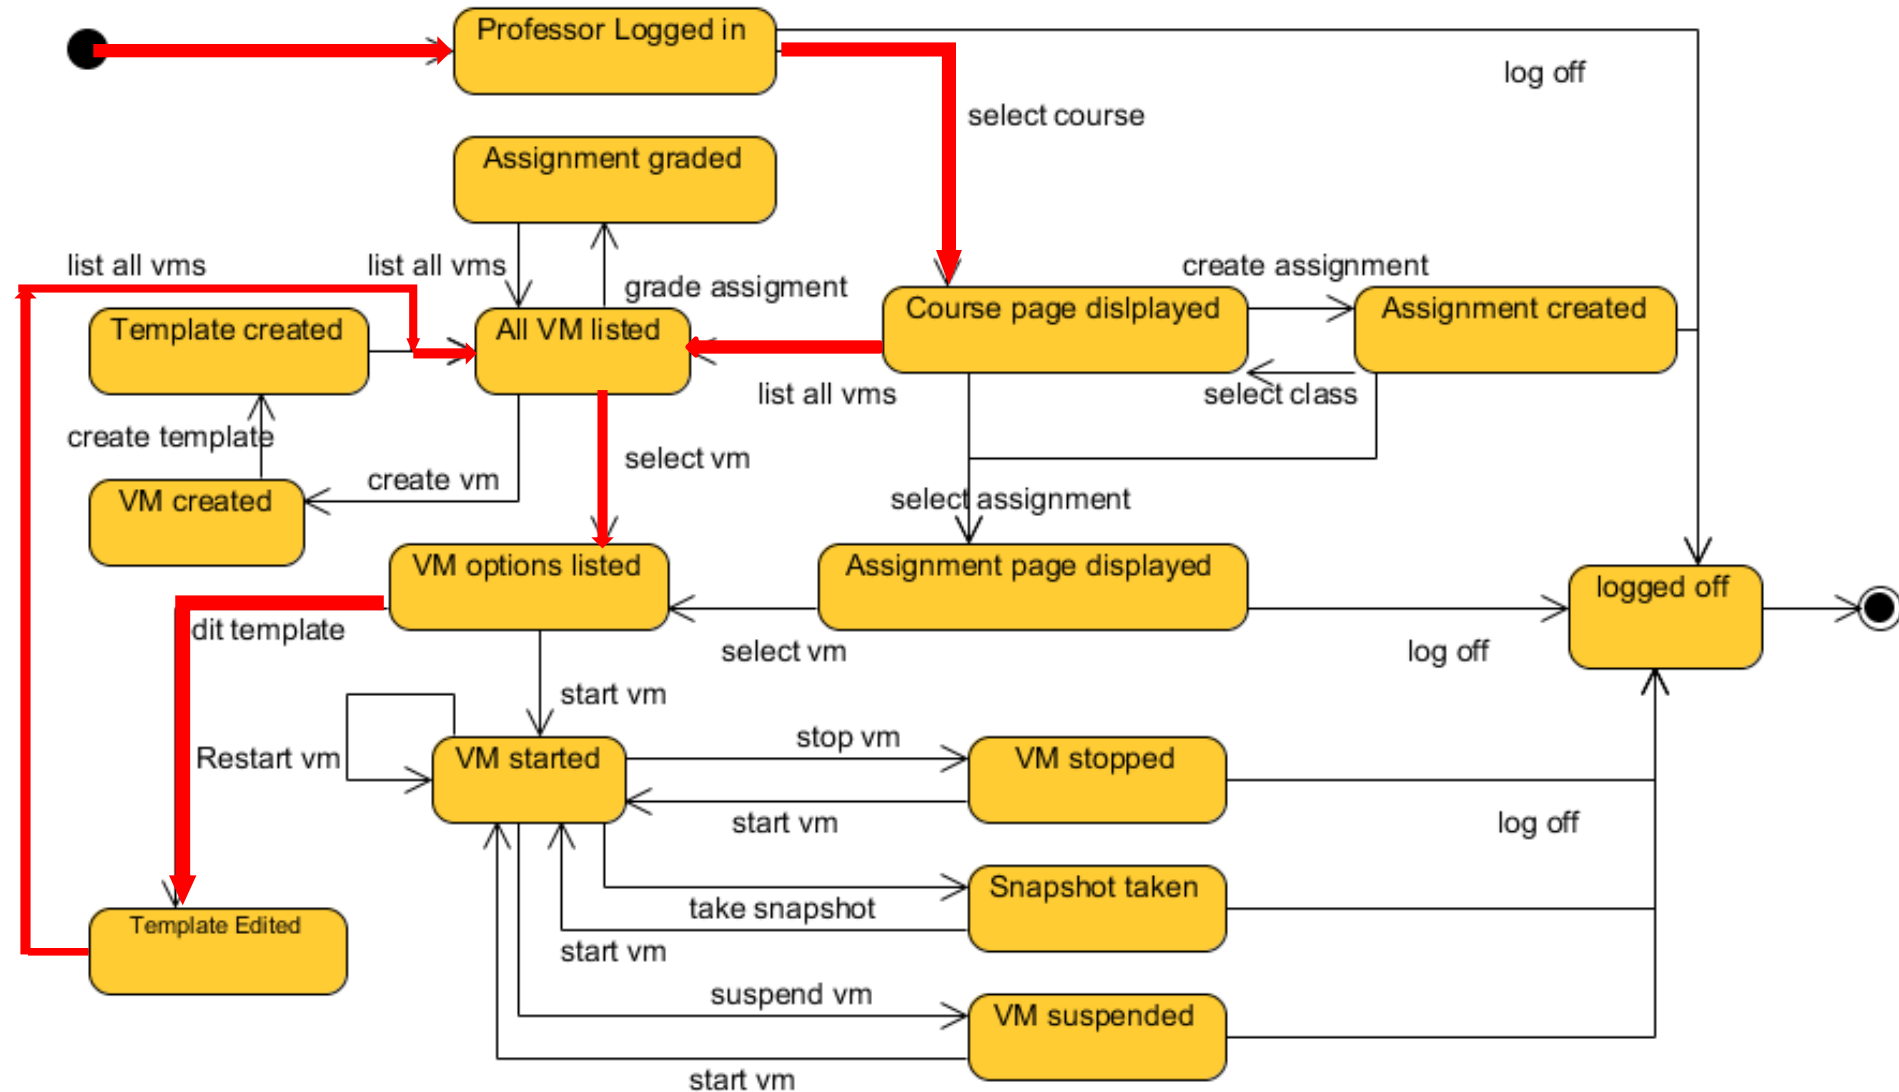 Professor Logged in
log off
select course
Assignment graded
list all vms
list all vms
grade assigment
create assignment
Template created
All VM listed
Course page dislplayed
Assignment created
list all vms
select class
create template
select vm
create vm
VM created
select assignment
VM options listed
Assignment page displayed
logged off
dit template
select vm
log off
start vm
Restart vm
VM started
stop vm
VM stopped
start vm
log off
Snapshot taken
take snapshot
Template Edited
start vm
suspend vm
VM suspended
start vm